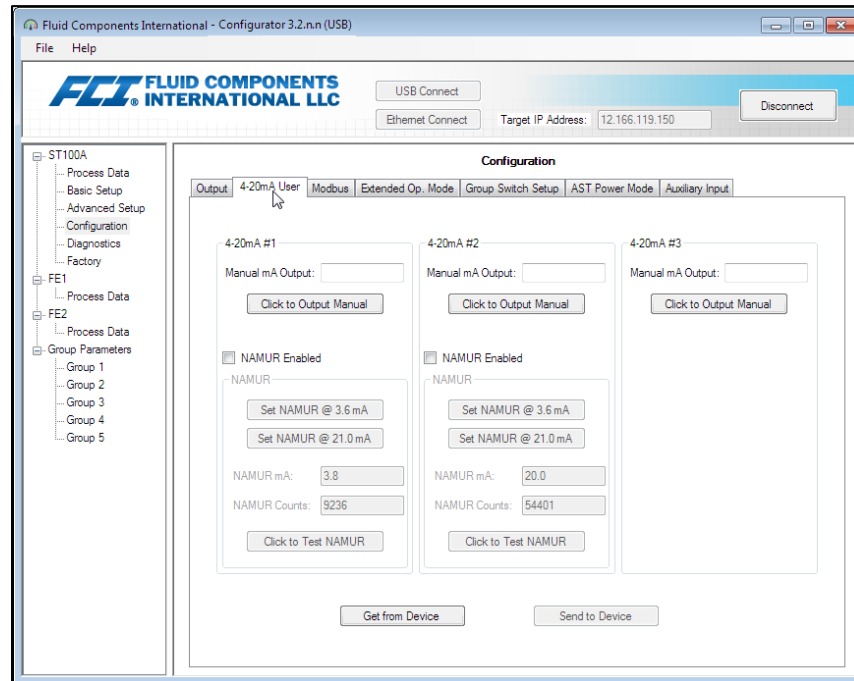 Fluid Components International - Configurator 3.2.n.n (USB)
File Help
FCI® FLUID COMPONENTS
INTERNATIONAL LLC
USB Connect
Ethernet Connect
Target IP Address: 12.166.119.150
Disconnect
ST100A
Process Data
Basic Setup
Advanced Setup
Configuration
Diagnostics
Factory
FE1
Process Data
FE2
Process Data
Group Parameters
Group 1
Group 2
Group 3
Group 4
Group 5
Configuration
Output 4-20mA User Modbus Extended Op. Mode Group Switch Setup AST Power Mode Auxiliary Input
4-20mA #1
Manual mA Output:
Click to Output Manual
NAMUR Enabled
NAMUR
Set NAMUR @ 3.6 mA
Set NAMUR @ 21.0 mA
NAMUR mA: 3.8
NAMUR Counts: 9236
Click to Test NAMUR
4-20mA #2
Manual mA Output:
Click to Output Manual
NAMUR Enabled
NAMUR
Set NAMUR @ 3.6 mA
Set NAMUR @ 21.0 mA
NAMUR mA: 20.0
NAMUR Counts: 54401
Click to Test NAMUR
4-20mA #3
Manual mA Output:
Click to Output Manual
Get from Device
Send to Device